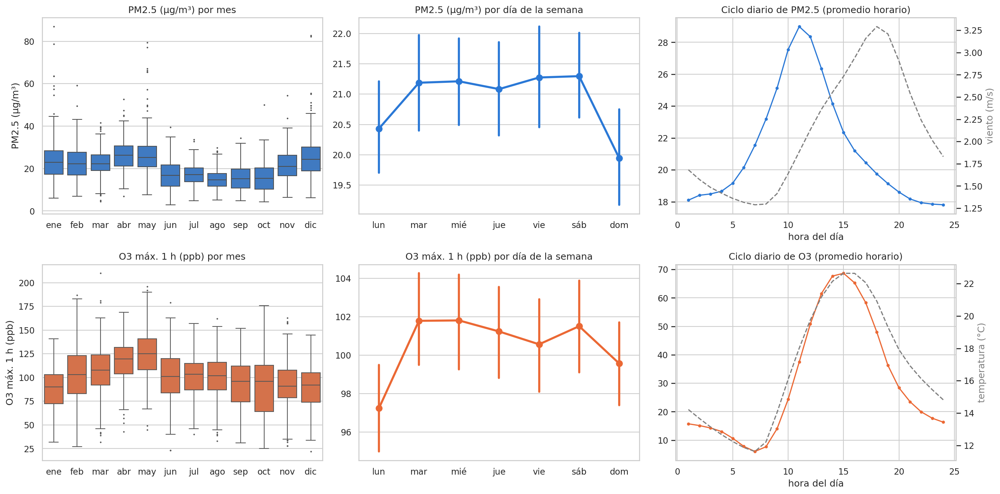 PM2.5 (µg/m³) por mes
PM2.5 (µg/m³)
80
60
40
20
0
ene feb mar abr may jun jul ago sep oct nov dic
PM2.5 (µg/m³) por día de la semana
22.0
21.5
21.0
20.5
20.0
19.5
lun mar mié jue vie sáb dom
Ciclo diario de PM2.5 (promedio horario)
28
26
24
22
20
18
3.25
3.00
2.75
2.50
2.25
2.00
1.75
1.50
1.25
viento (m/s)
0 5 10 15 20 25
hora del día
O3 máx. 1 h (ppb) por mes
O3 máx. 1 h (ppb)
200
175
150
125
100
75
50
25
ene feb mar abr may jun jul ago sep oct nov dic
O3 máx. 1 h (ppb) por día de la semana
104
102
100
98
96
lun mar mié jue vie sáb dom
Ciclo diario de O3 (promedio horario)
70
60
50
40
30
20
10
22
20
18
16
14
12
temperatura (°C)
0 5 10 15 20 25
hora del día